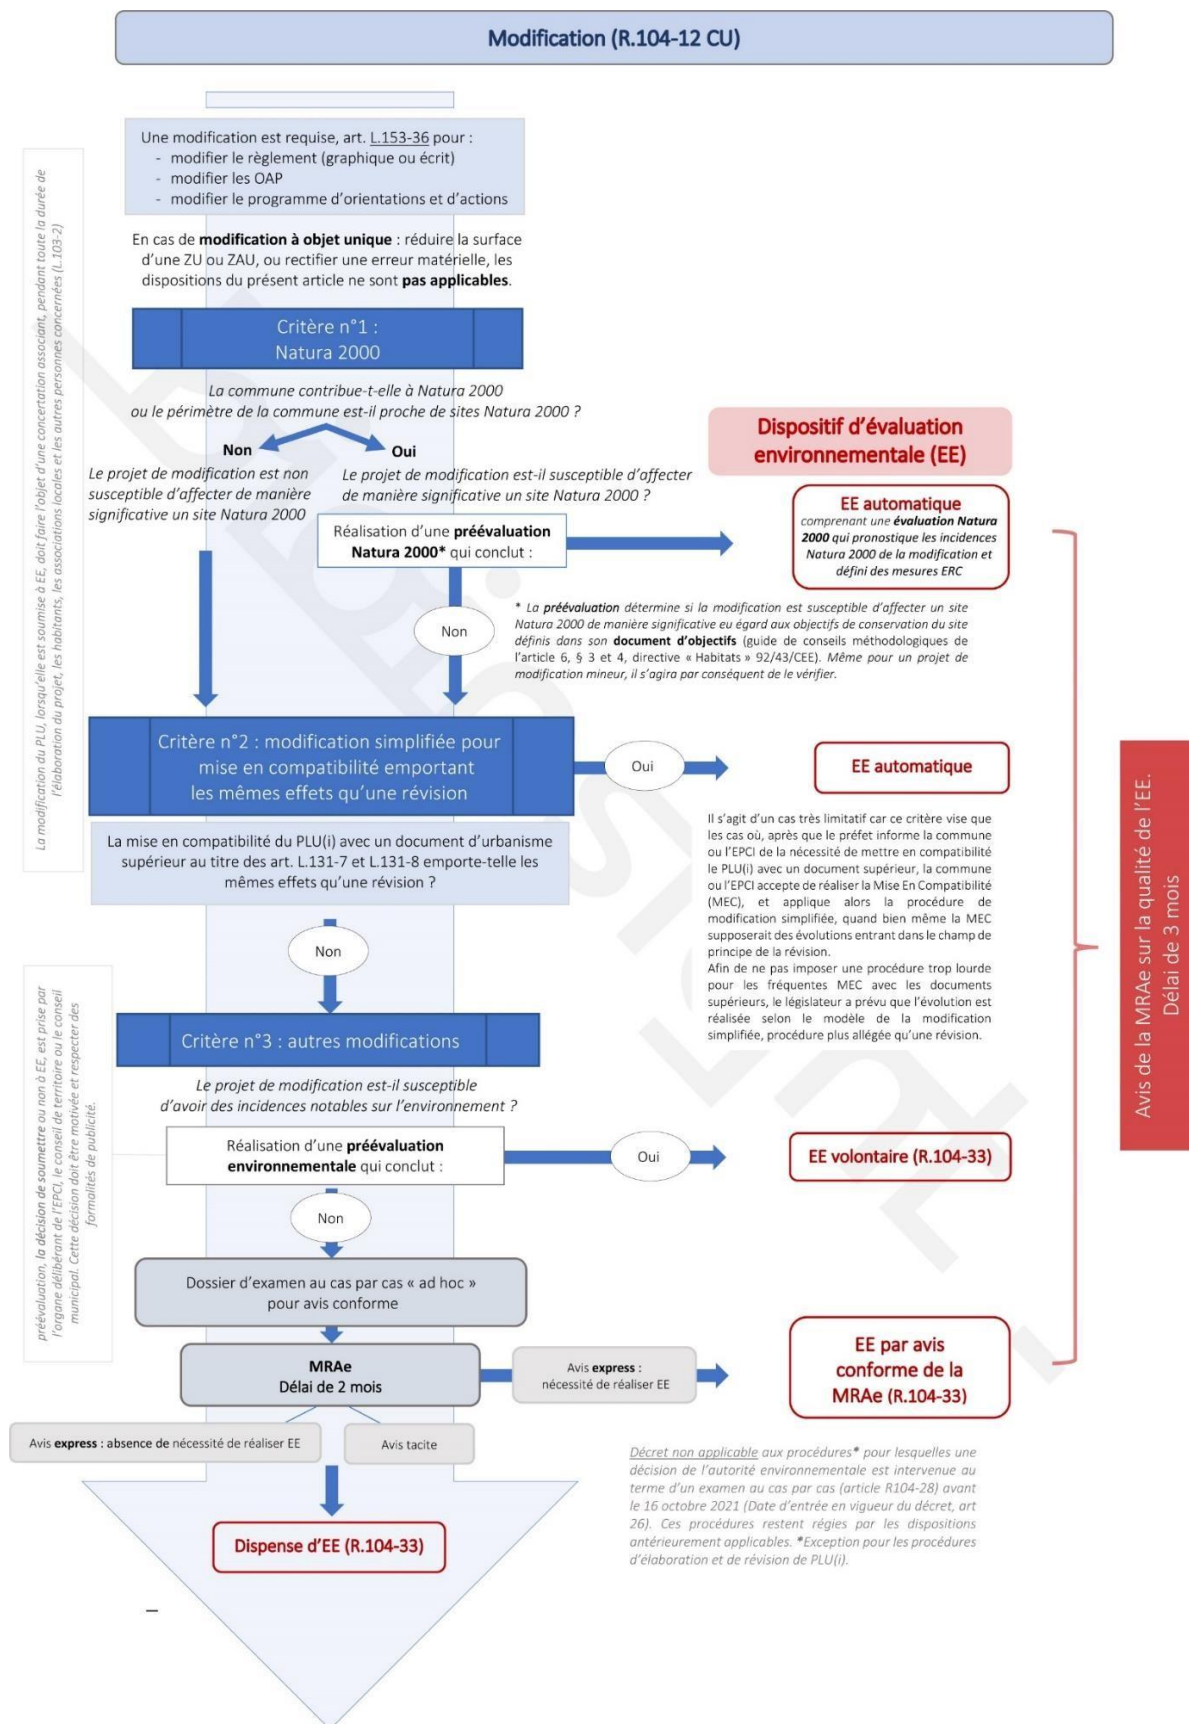 Modification (R.104-12 CU)
Une modification est requise, art. L.153-36 pour :
- modifier le règlement (graphique ou écrit)
- modifier les OAP
- modifier le programme d'orientations et d'actions
En cas de modification à objet unique : réduire la surface
d'une ZU ou ZAU, ou rectifier une erreur matérielle, les
dispositions du présent article ne sont pas applicables.
La modification du PLU, lorsqu'elle est soumise à EE, doit faire l'objet d'une concertation associant, pendant toute la durée de
l'élaboration du projet, les habitants, les associations locales et les autres personnes concernées (L.103-2)
Critère n°1 :
Natura 2000
La commune contribue-t-elle à Natura 2000
ou le périmètre de la commune est-il proche de sites Natura 2000 ?
Non
Oui
Le projet de modification est non
susceptible d'affecter de manière
significative un site Natura 2000
Le projet de modification est-il susceptible d'affecter
de manière significative un site Natura 2000 ?
Réalisation d'une préévaluation
Natura 2000* qui conclut :
Dispositif d'évaluation
environnementale (EE)
EE automatique
comprenant une évaluation Natura
2000 qui pronostique les incidences
Natura 2000 de la modification et
défini des mesures ERC
Non
* La préévaluation détermine si la modification est susceptible d'affecter un site
Natura 2000 de manière significative eu égard aux objectifs de conservation du site
définis dans son document d'objectifs (guide de conseils méthodologiques de
l'article 6, § 3 et 4, directive « Habitats » 92/43/CEE). Même pour un projet de
modification mineur, il s'agira par conséquent de le vérifier.
Critère n°2 : modification simplifiée pour
mise en compatibilité emportant
les mêmes effets qu'une révision
Oui
EE automatique
La mise en compatibilité du PLU(i) avec un document d'urbanisme
supérieur au titre des art. L.131-7 et L.131-8 emporte-telle les
mêmes effets qu'une révision ?
Il s'agit d'un cas très limitatif car ce critère vise que
les cas où, après que le préfet informe la commune
ou l'EPCI de la nécessité de mettre en compatibilité
le PLU(i) avec un document supérieur, la commune
ou l'EPCI accepte de réaliser la Mise En Compatibilité
(MEC), et applique alors la procédure de
modification simplifiée, quand bien même la MEC
supposerait des évolutions entrant dans le champ de
principe de la révision.
Afin de ne pas imposer une procédure trop lourde
pour les fréquentes MEC avec les documents
supérieurs, le législateur a prévu que l'évolution est
réalisée selon le modèle de la modification
simplifiée, procédure plus allégée qu'une révision.
Avis de la MRAe sur la qualité de l'EE.
Délai de 3 mois
Non
Critère n°3 : autres modifications
Le projet de modification est-il susceptible
d'avoir des incidences notables sur l'environnement ?
Réalisation d'une préévaluation
environnementale qui conclut :
Oui
EE volontaire (R.104-33)
préévaluation, la décision de soumettre ou non à EE, est prise par
l'organe délibérant de l'EPCI, le conseil de territoire ou le conseil
municipal. Cette décision doit être motivée et respecter des
formalités de publicité.
Non
Dossier d'examen au cas par cas « ad hoc »
pour avis conforme
MRAe
Délai de 2 mois
Avis express :
nécessité de réaliser EE
EE par avis
conforme de la
MRAe (R.104-33)
Avis express : absence de nécessité de réaliser EE
Avis tacite
Dispense d'EE (R.104-33)
Décret non applicable aux procédures* pour lesquelles une
décision de l'autorité environnementale est intervenue au
terme d'un examen au cas par cas (article R104-28) avant
le 16 octobre 2021 (Date d'entrée en vigueur du décret, art
26). Ces procédures restent régies par les dispositions
antérieurement applicables. *Exception pour les procédures
d'élaboration et de révision de PLU(i).